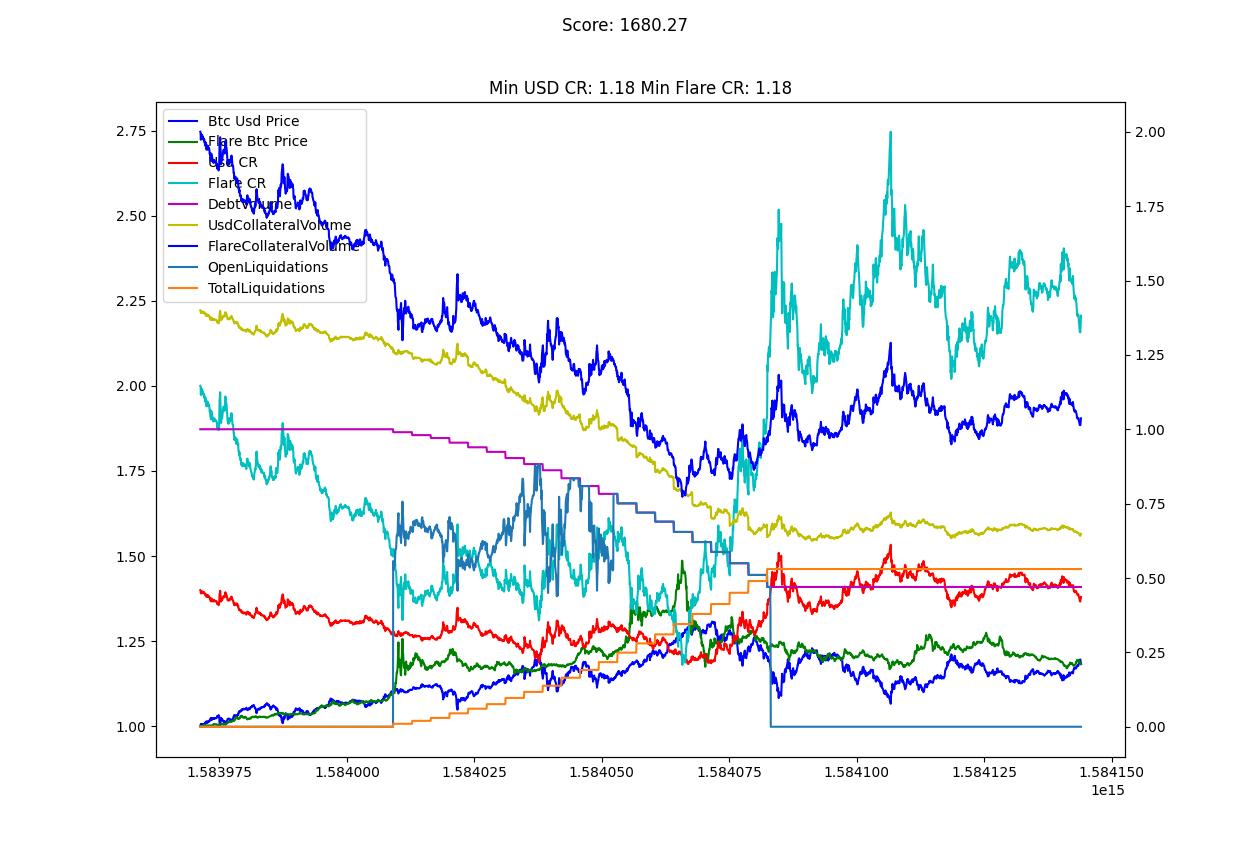 Score: 1680.27
Min USD CR: 1.18 Min Flare CR: 1.18
Btc Usd Price
Flare Btc Price
Usd CR
Flare CR
DebtVolume
UsdCollateralVolume
FlareCollateralVolume
OpenLiquidations
TotalLiquidations
2.75
2.50
2.25
2.00
1.75
1.50
1.25
1.00
2.00
1.75
1.50
1.25
1.00
0.75
0.50
0.25
0.00
1.583975 1.584000 1.584025 1.584050 1.584075 1.584100 1.584125 1.584150
1e15